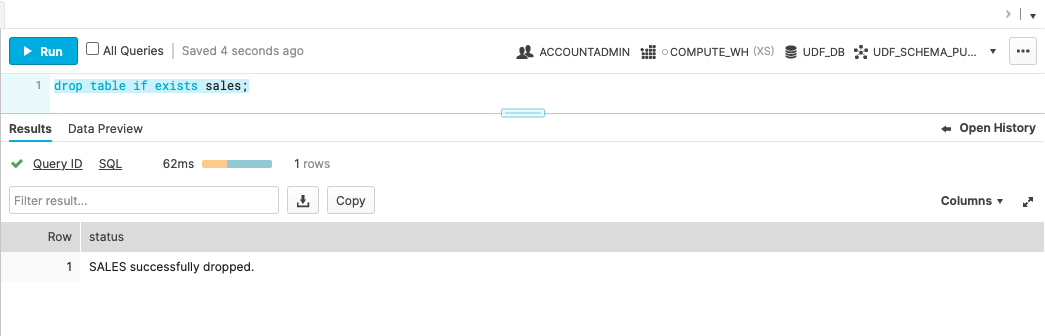 Run All Queries Saved 4 seconds ago ACCOUNTADMIN COMPUTE_WH (XS) UDF_DB UDF_SCHEMA_PU...
1 drop table if exists sales;
Results Data Preview Open History
Query ID SQL 62ms 1 rows
Filter result... Copy Columns
Row status
1 SALES successfully dropped.